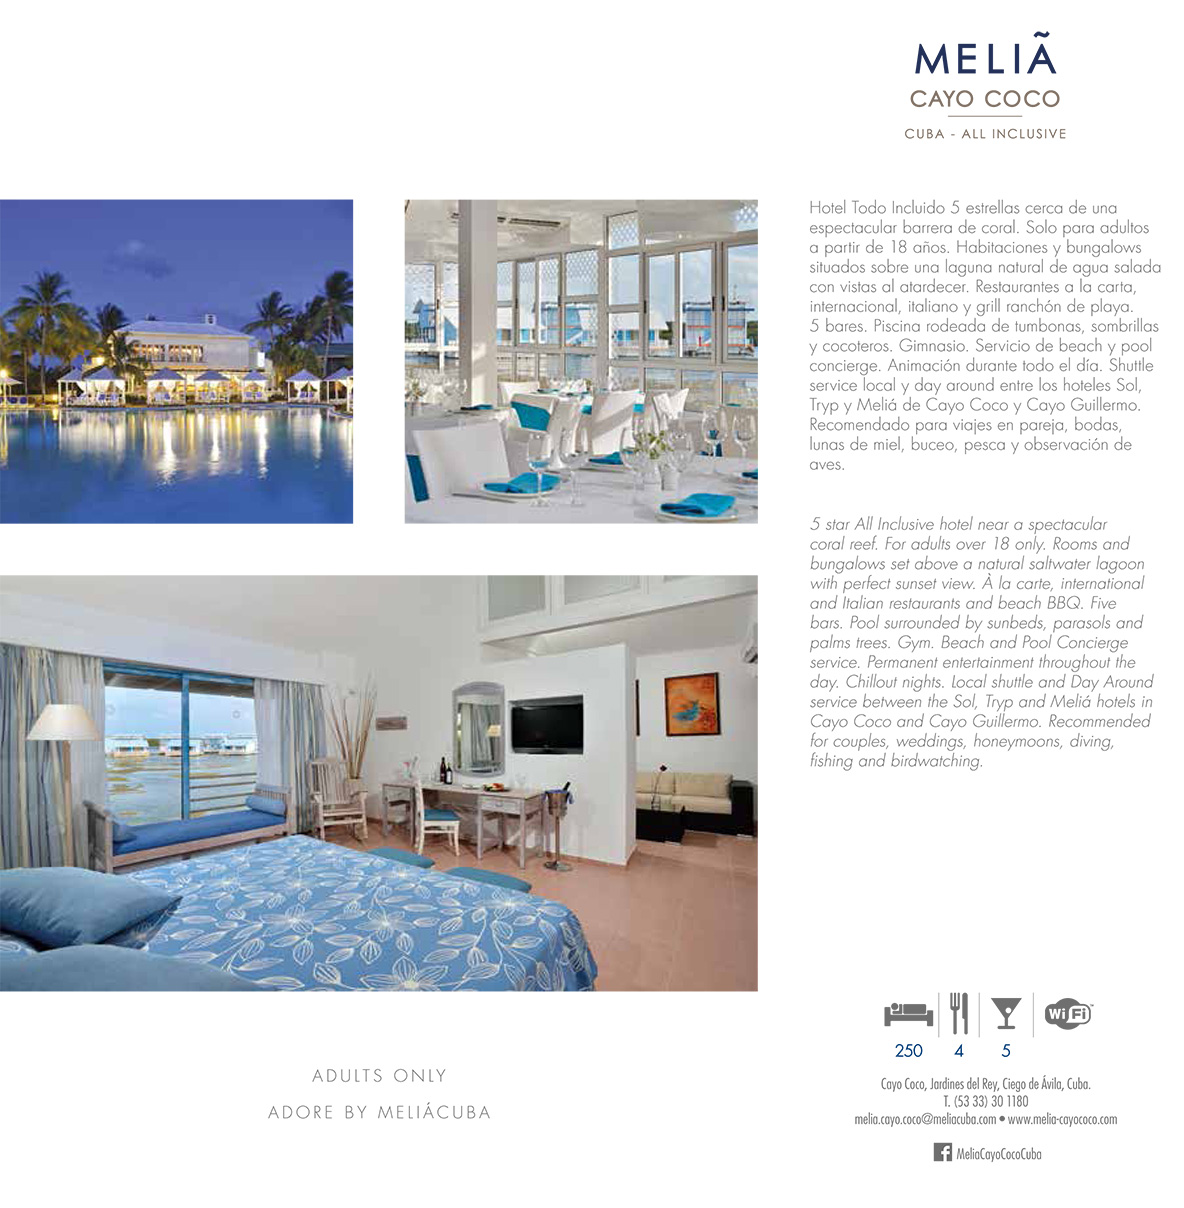 MELIÃ
CAYO COCO
CUBA - ALL INCLUSIVE
Hotel Todo Incluido 5 estrellas cerca de una
espectacular barrera de coral. Solo para adultos
a partir de 18 años. Habitaciones y bungalows
situados sobre una laguna natural de agua salada
con vistas al atardecer. Restaurantes a la carta,
internacional, italiano y grill ranchón de playa.
5 bares. Piscina rodeada de tumbonas, sombrillas
y cocoteros. Gimnasio. Servicio de beach y pool
concierge. Animación durante todo el día. Shuttle
service local y day around entre los hoteles Sol,
Tryp y Meliá de Cayo Coco y Cayo Guillermo.
Recomendado para viajes en pareja, bodas,
lunas de miel, buceo, pesca y observación de
aves.
5 star All Inclusive hotel near a spectacular
coral reef. For adults over 18 only. Rooms and
bungalows set above a natural saltwater lagoon
with perfect sunset view. À la carte, international
and Italian restaurants and beach BBQ. Five
bars. Pool surrounded by sunbeds, parasols and
palms trees. Gym. Beach and Pool Concierge
service. Permanent entertainment throughout the
day. Chillout nights. Local shuttle and Day Around
service between the Sol, Tryp and Meliá hotels in
Cayo Coco and Cayo Guillermo. Recommended
for couples, weddings, honeymoons, diving,
fishing and birdwatching.
WiFi™
250 4 5
Cayo Coco, Jardines del Rey, Ciego de Ávila, Cuba.
T. (53 33) 30 1180
melia.cayo.coco@meliacuba.com • www.melia-cayococo.com
f MeliaCayoCocoCuba
ADULTS ONLY
ADORE BY MELIÁCUBA